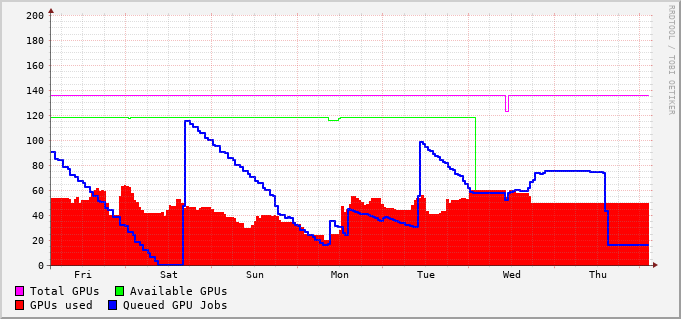 200
180
160
140
120
100
80
60
40
20
0
Fri Sat Sun Mon Tue Wed Thu
Total GPUs Available GPUs
GPUs used Queued GPU Jobs
RRDTOOL / TOBI OETIKER